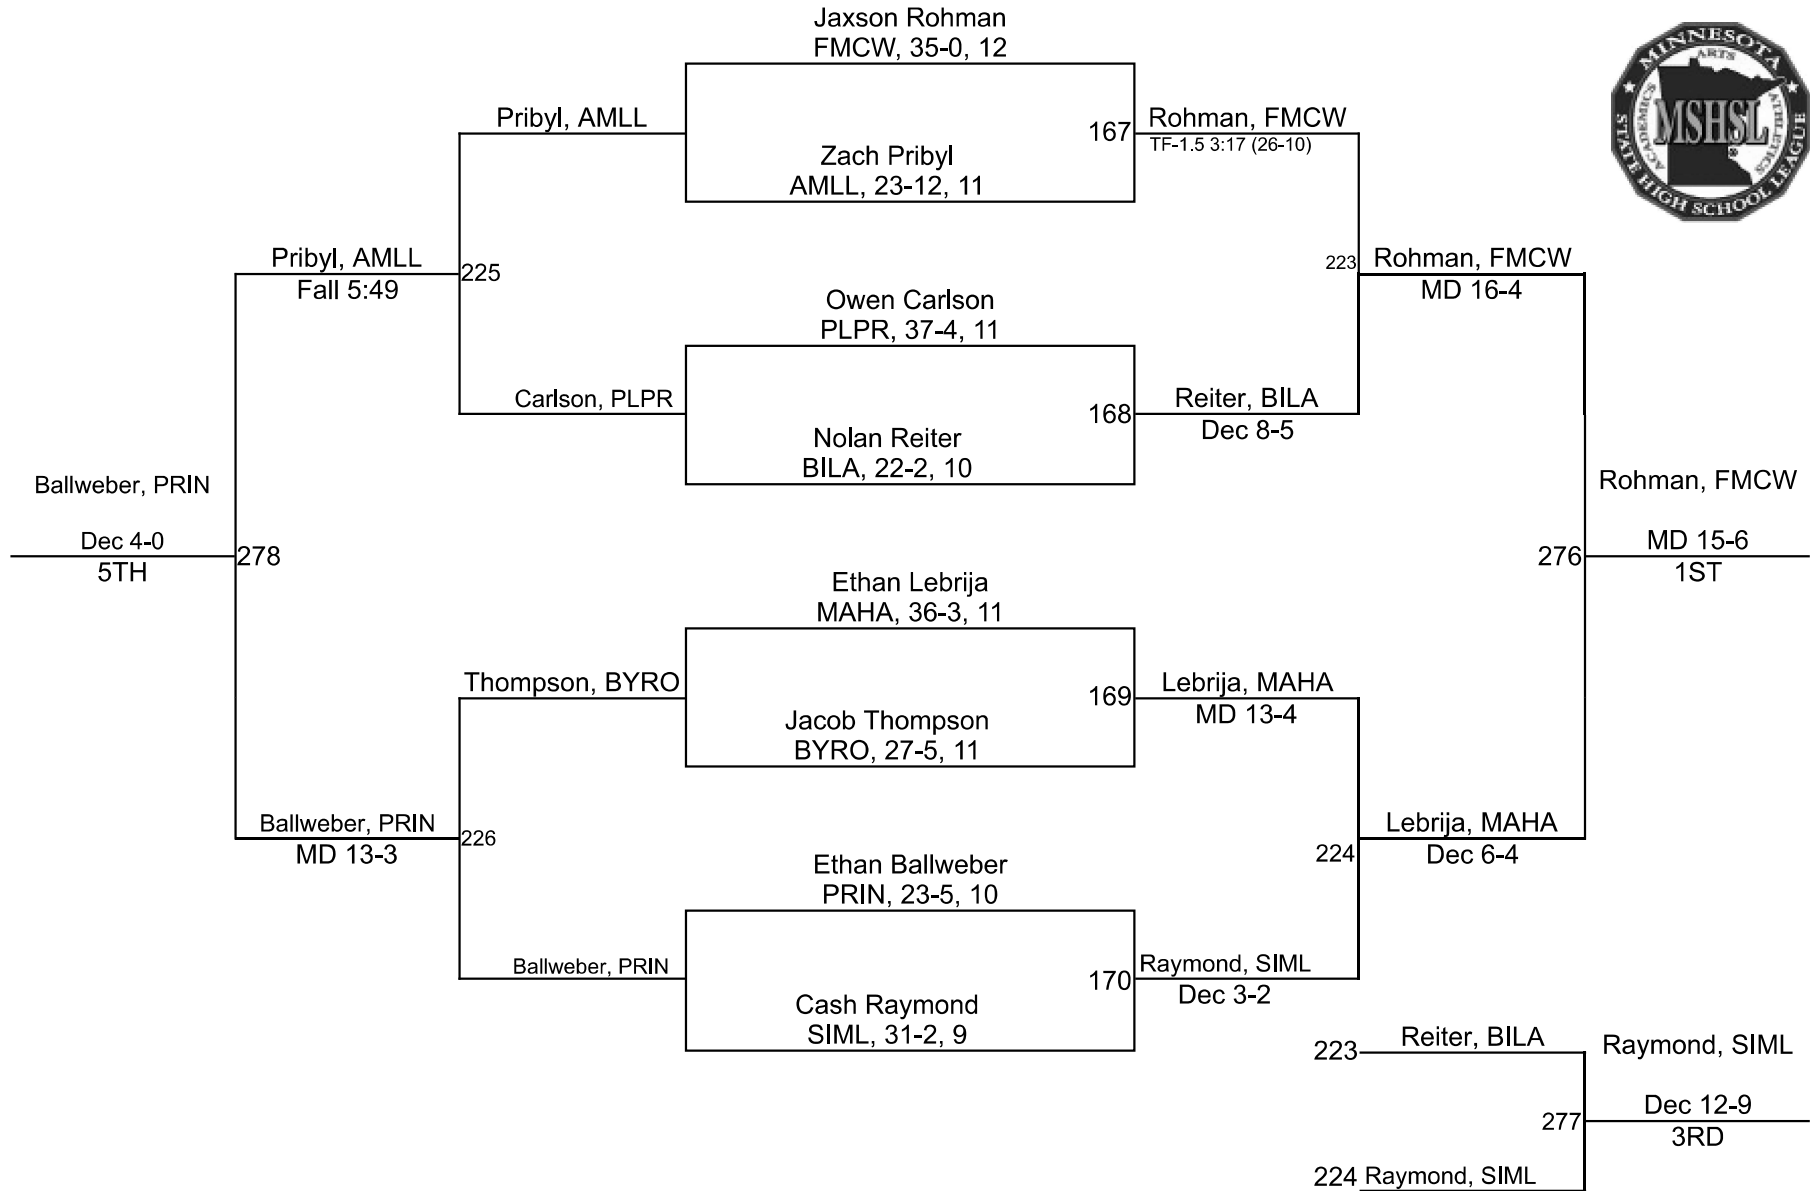 Jaxson Rohman
FMCW, 35-0, 12
MINNESOTA
STATE HIGH SCHOOL LEAGUE
ARTS
ACADEMICS
ATHLETICS
MSHSL
®
Pribyl, AMLL
167
Rohman, FMCW
TF-1.5 3:17 (26-10)
Zach Pribyl
AMLL, 23-12, 11
Pribyl, AMLL
Fall 5:49
225
223
Rohman, FMCW
MD 16-4
Owen Carlson
PLPR, 37-4, 11
Carlson, PLPR
168
Reiter, BILA
Dec 8-5
Nolan Reiter
BILA, 22-2, 10
Ballweber, PRIN
Dec 4-0
5TH
278
Rohman, FMCW
276
MD 15-6
1ST
Ethan Lebrija
MAHA, 36-3, 11
Thompson, BYRO
169
Lebrija, MAHA
MD 13-4
Jacob Thompson
BYRO, 27-5, 11
Ballweber, PRIN
MD 13-3
226
224
Lebrija, MAHA
Dec 6-4
Ethan Ballweber
PRIN, 23-5, 10
Ballweber, PRIN
170
Raymond, SIML
Dec 3-2
Cash Raymond
SIML, 31-2, 9
223
Reiter, BILA
Raymond, SIML
277
Dec 12-9
3RD
224
Raymond, SIML